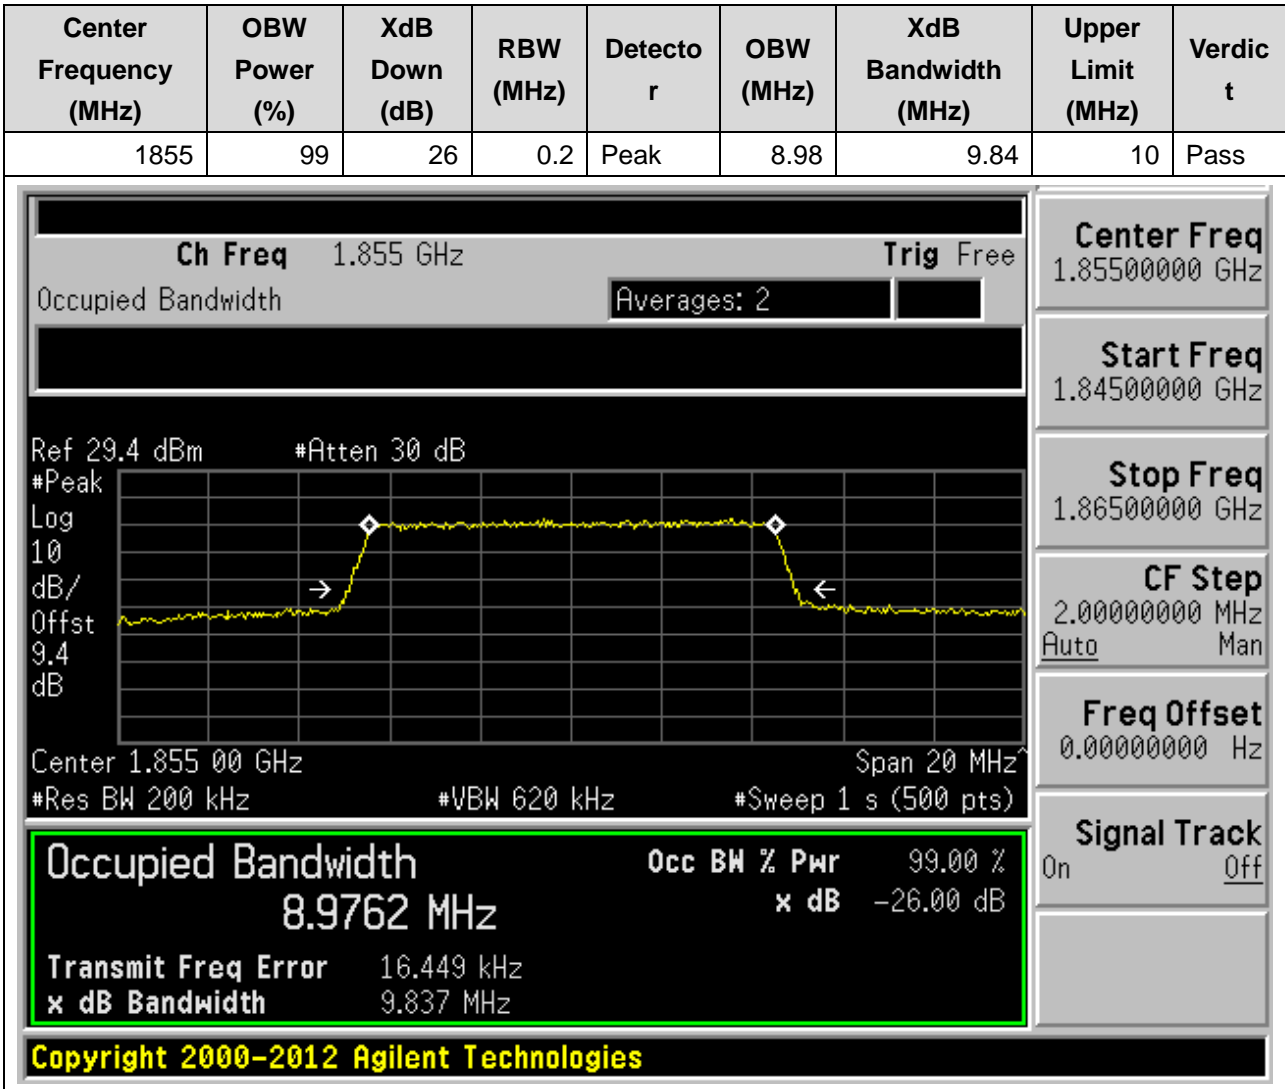 Center OBW XdB RBW Detecto OBW XdB Upper Verdic
Frequency Power Down (MHz) r (MHz) Bandwidth Limit t
(MHz) (%) (dB) (MHz) (MHz)
1855 99 26 0.2 Peak 8.98 9.84 10 Pass
Ch Freq 1.855 GHz Trig Free
Occupied Bandwidth Averages: 2
Ref 29.4 dBm #Atten 30 dB
#Peak
Log
10
dB/
Offst
9.4
dB
Center 1.855 00 GHz Span 20 MHz^
#Res BW 200 kHz #VBW 620 kHz #Sweep 1 s (500 pts)
Occupied Bandwidth Occ BW % Pwr 99.00 %
8.9762 MHz x dB -26.00 dB
Transmit Freq Error 16.449 kHz
x dB Bandwidth 9.837 MHz
Center Freq
1.85500000 GHz
Start Freq
1.84500000 GHz
Stop Freq
1.86500000 GHz
CF Step
2.00000000 MHz
Auto Man
Freq Offset
0.00000000 Hz
Signal Track
On Off
Copyright 2000-2012 Agilent Technologies